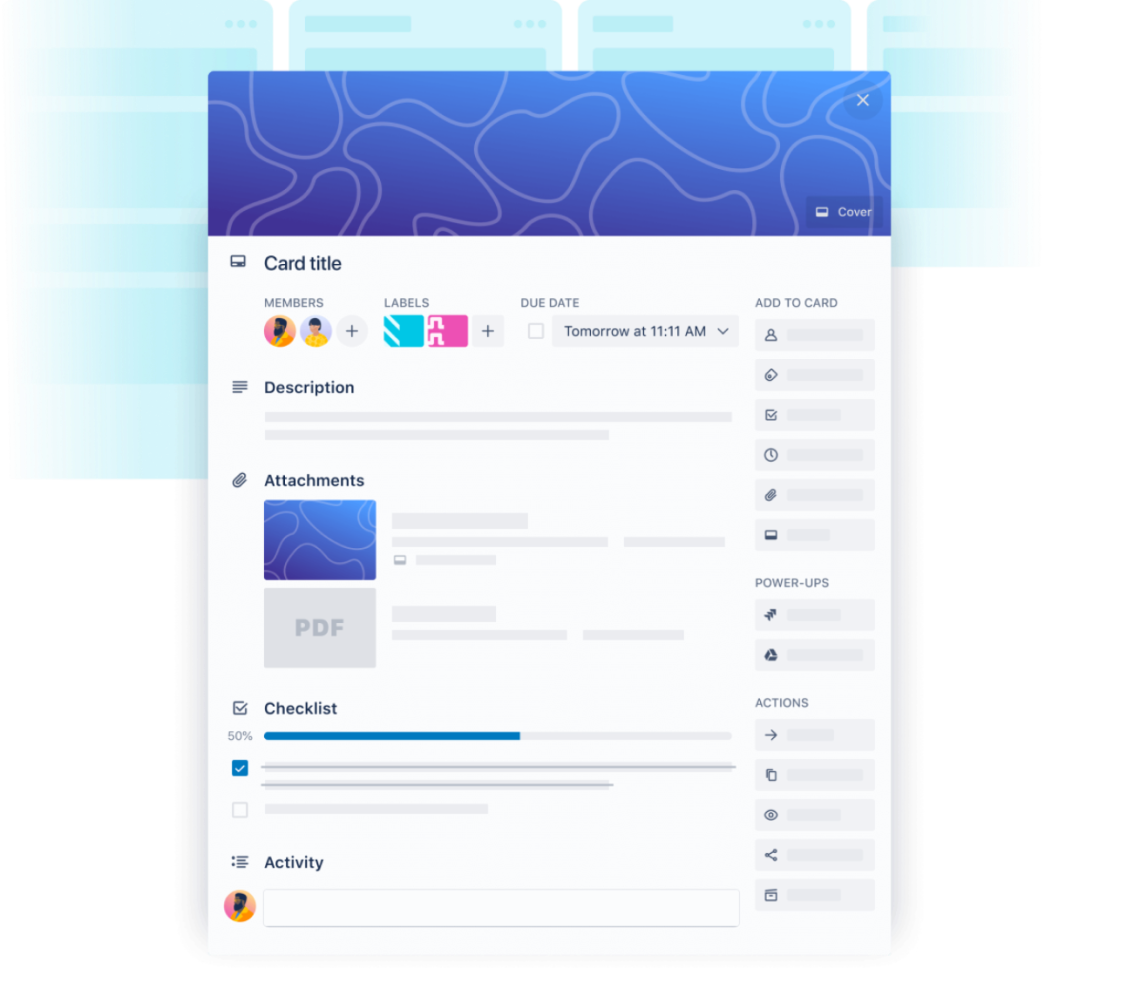 Cover
Card title
MEMBERS LABELS DUE DATE
Tomorrow at 11:11 AM
Description
Attachments
PDF
Checklist
50%
Activity
ADD TO CARD
POWER-UPS
ACTIONS